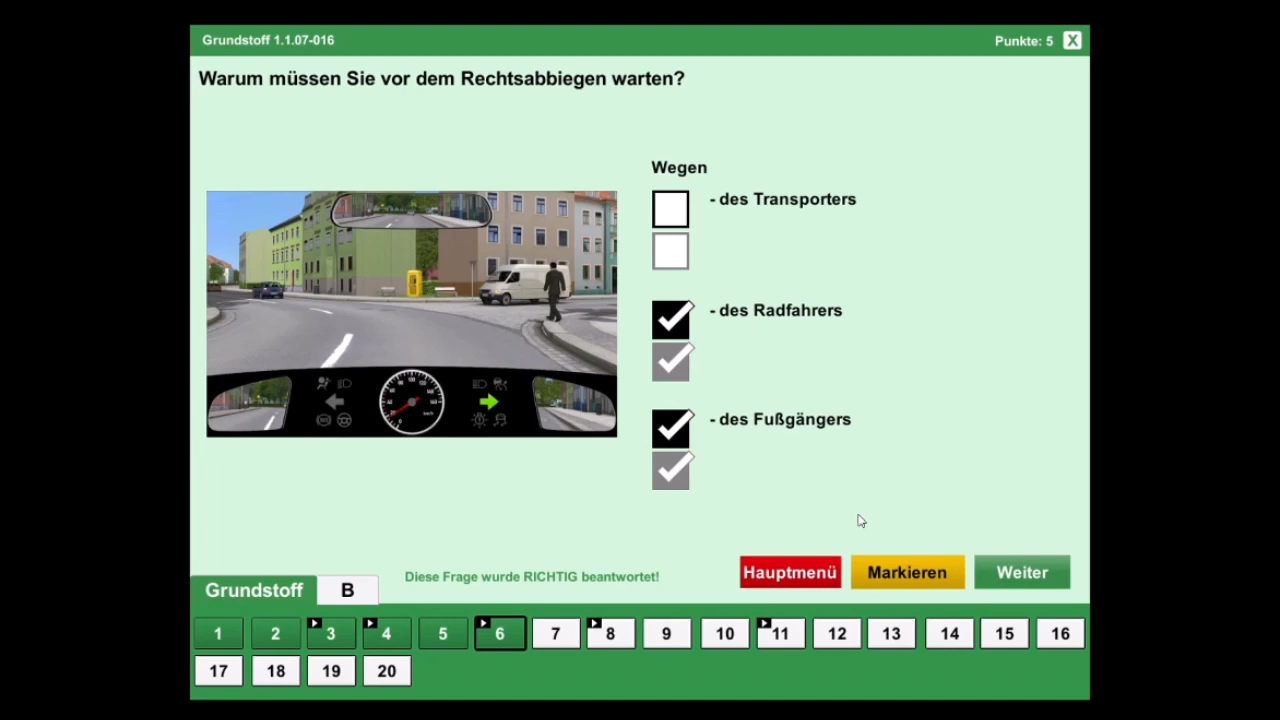 Grundstoff 1.1.07-016
Punkte: 5 X
Warum müssen Sie vor dem Rechtsabbiegen warten?
Wegen
- des Transporters
- des Radfahrers
- des Fußgängers
Hauptmenü Markieren Weiter
Diese Frage wurde RICHTIG beantwortet!
Grundstoff B
1 2 3 4 5 6 7 8 9 10 11 12 13 14 15 16
17 18 19 20